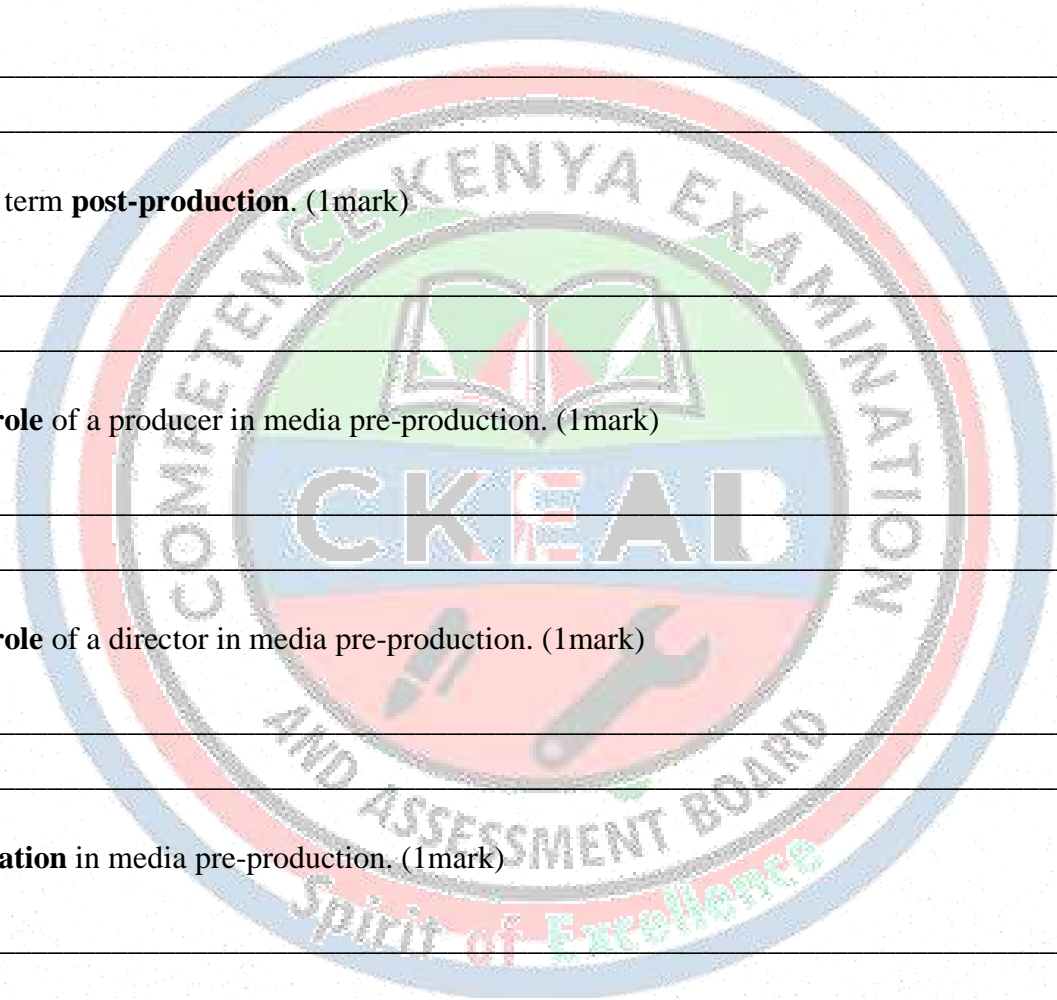 term post-production. (1mark)
role of a producer in media pre-production. (1mark)
role of a director in media pre-production. (1mark)
ation in media pre-production. (1mark)
COMPETENCE KENYA EXAMINATION
CKEAB
AND ASSESSMENT BOARD
Spirit of Excellence